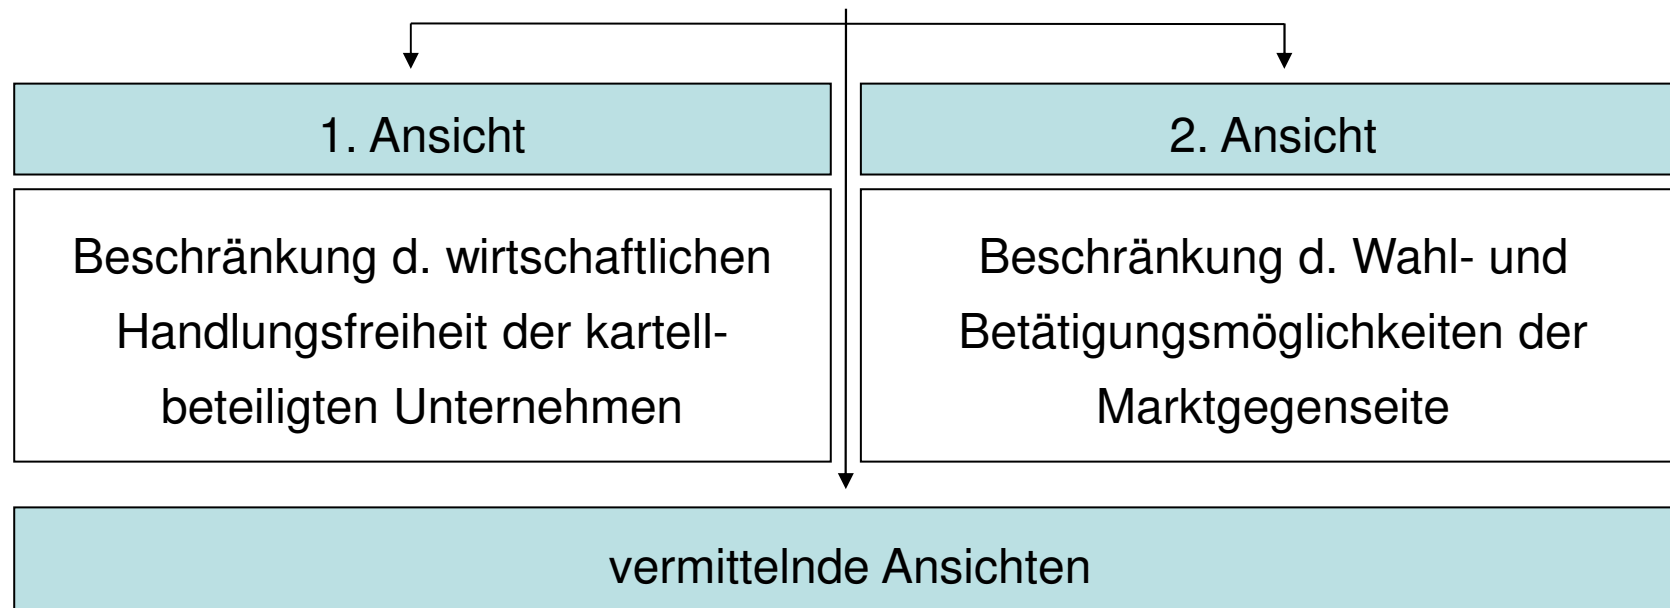 1. Ansicht
Beschränkung d. wirtschaftlichen
Handlungsfreiheit der kartell-
beteiligten Unternehmen
2. Ansicht
Beschränkung d. Wahl- und
Betätigungsmöglichkeiten der
Marktgegenseite
vermittelnde Ansichten